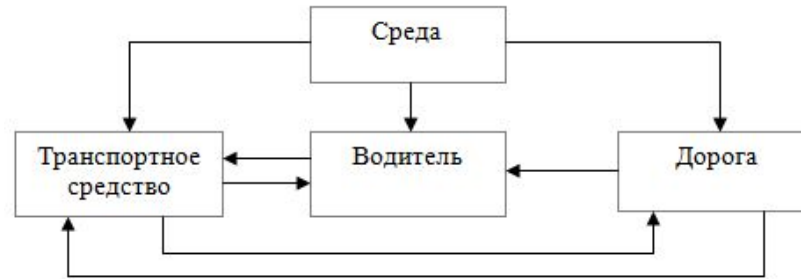 Среда
Транспортное
средство
Водитель
Дорога